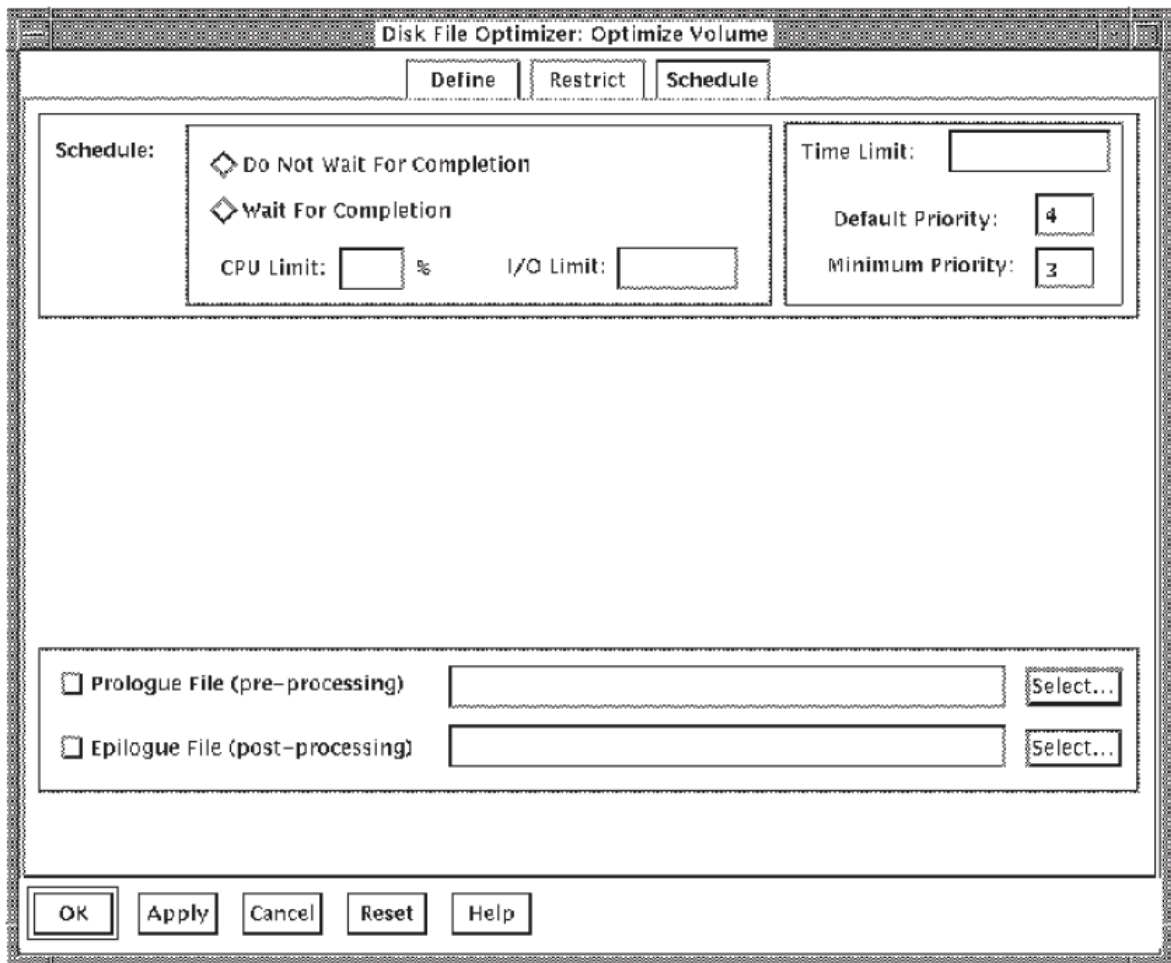 Disk File Optimizer: Optimize Volume
Define Restrict Schedule
Schedule:
Do Not Wait For Completion
Wait For Completion
CPU Limit: % I/O Limit:
Time Limit:
Default Priority: 4
Minimum Priority: 3
Prologue File (pre-processing) Select...
Epilogue File (post-processing) Select...
OK Apply Cancel Reset Help